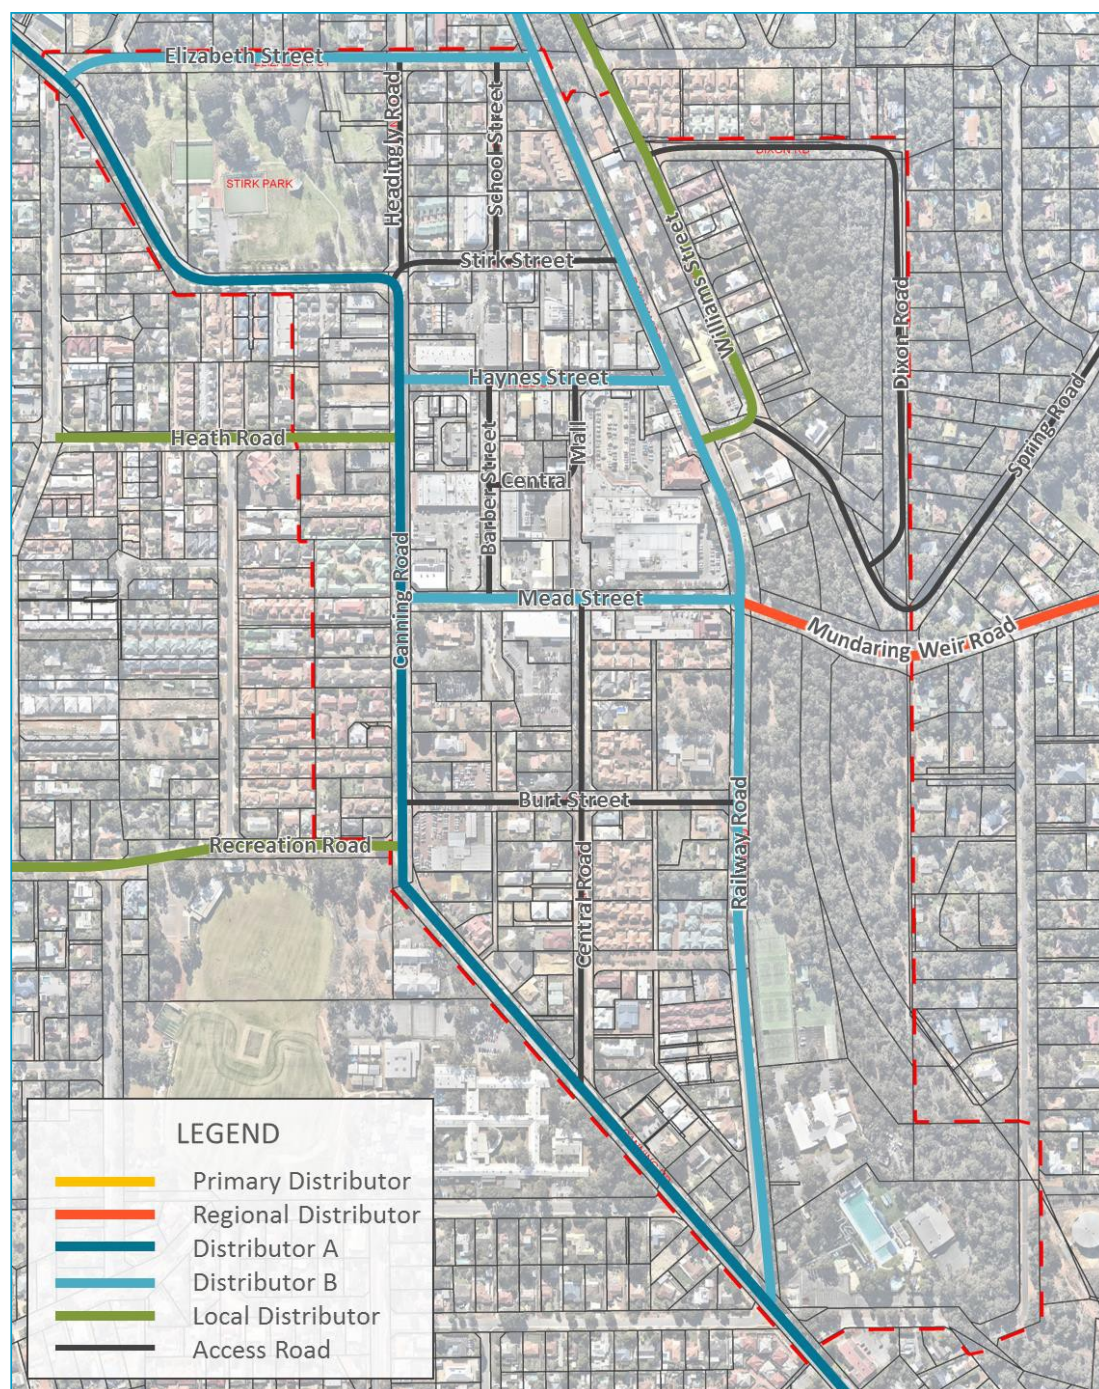 Elizabeth Street
ELIZABETH ST
Headingly Road
School Street
STIRK PARK
DIXON RD
Stirk Street
Williams Street
Dixon Road
Haynes Street
Spring Road
Heath Road
Barber Street
Central
Mall
Canning Road
Mead Street
Mundaring Weir Road
Burt Street
Railway Road
Recreation Road
Central Road
LEGEND
Primary Distributor
Regional Distributor
Distributor A
Distributor B
Local Distributor
Access Road